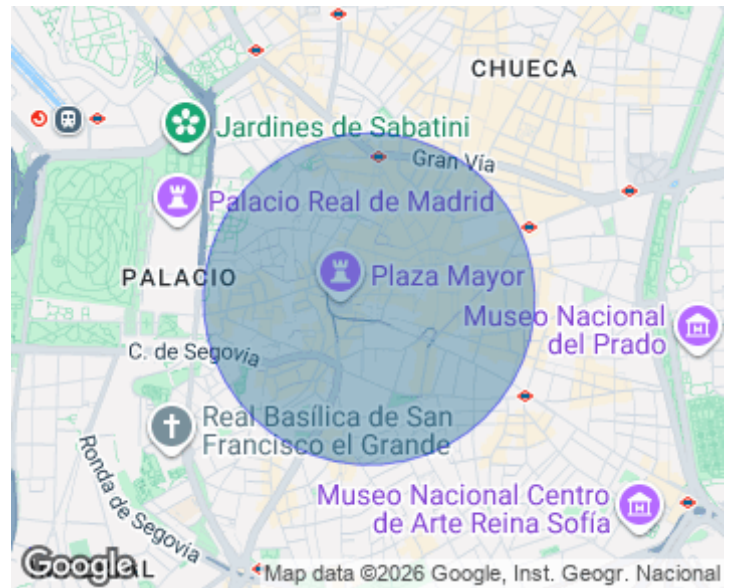 CHUECA
Jardines de Sabatini
Gran Vía
Palacio Real de Madrid
PALACIO
Plaza Mayor
Museo Nacional
del Prado
C. de Segovia
Real Basílica de San
Francisco el Grande
Ronda de Segovia
Museo Nacional Centro
de Arte Reina Sofía
Google
Map data ©2026 Google, Inst. Geogr. Nacional